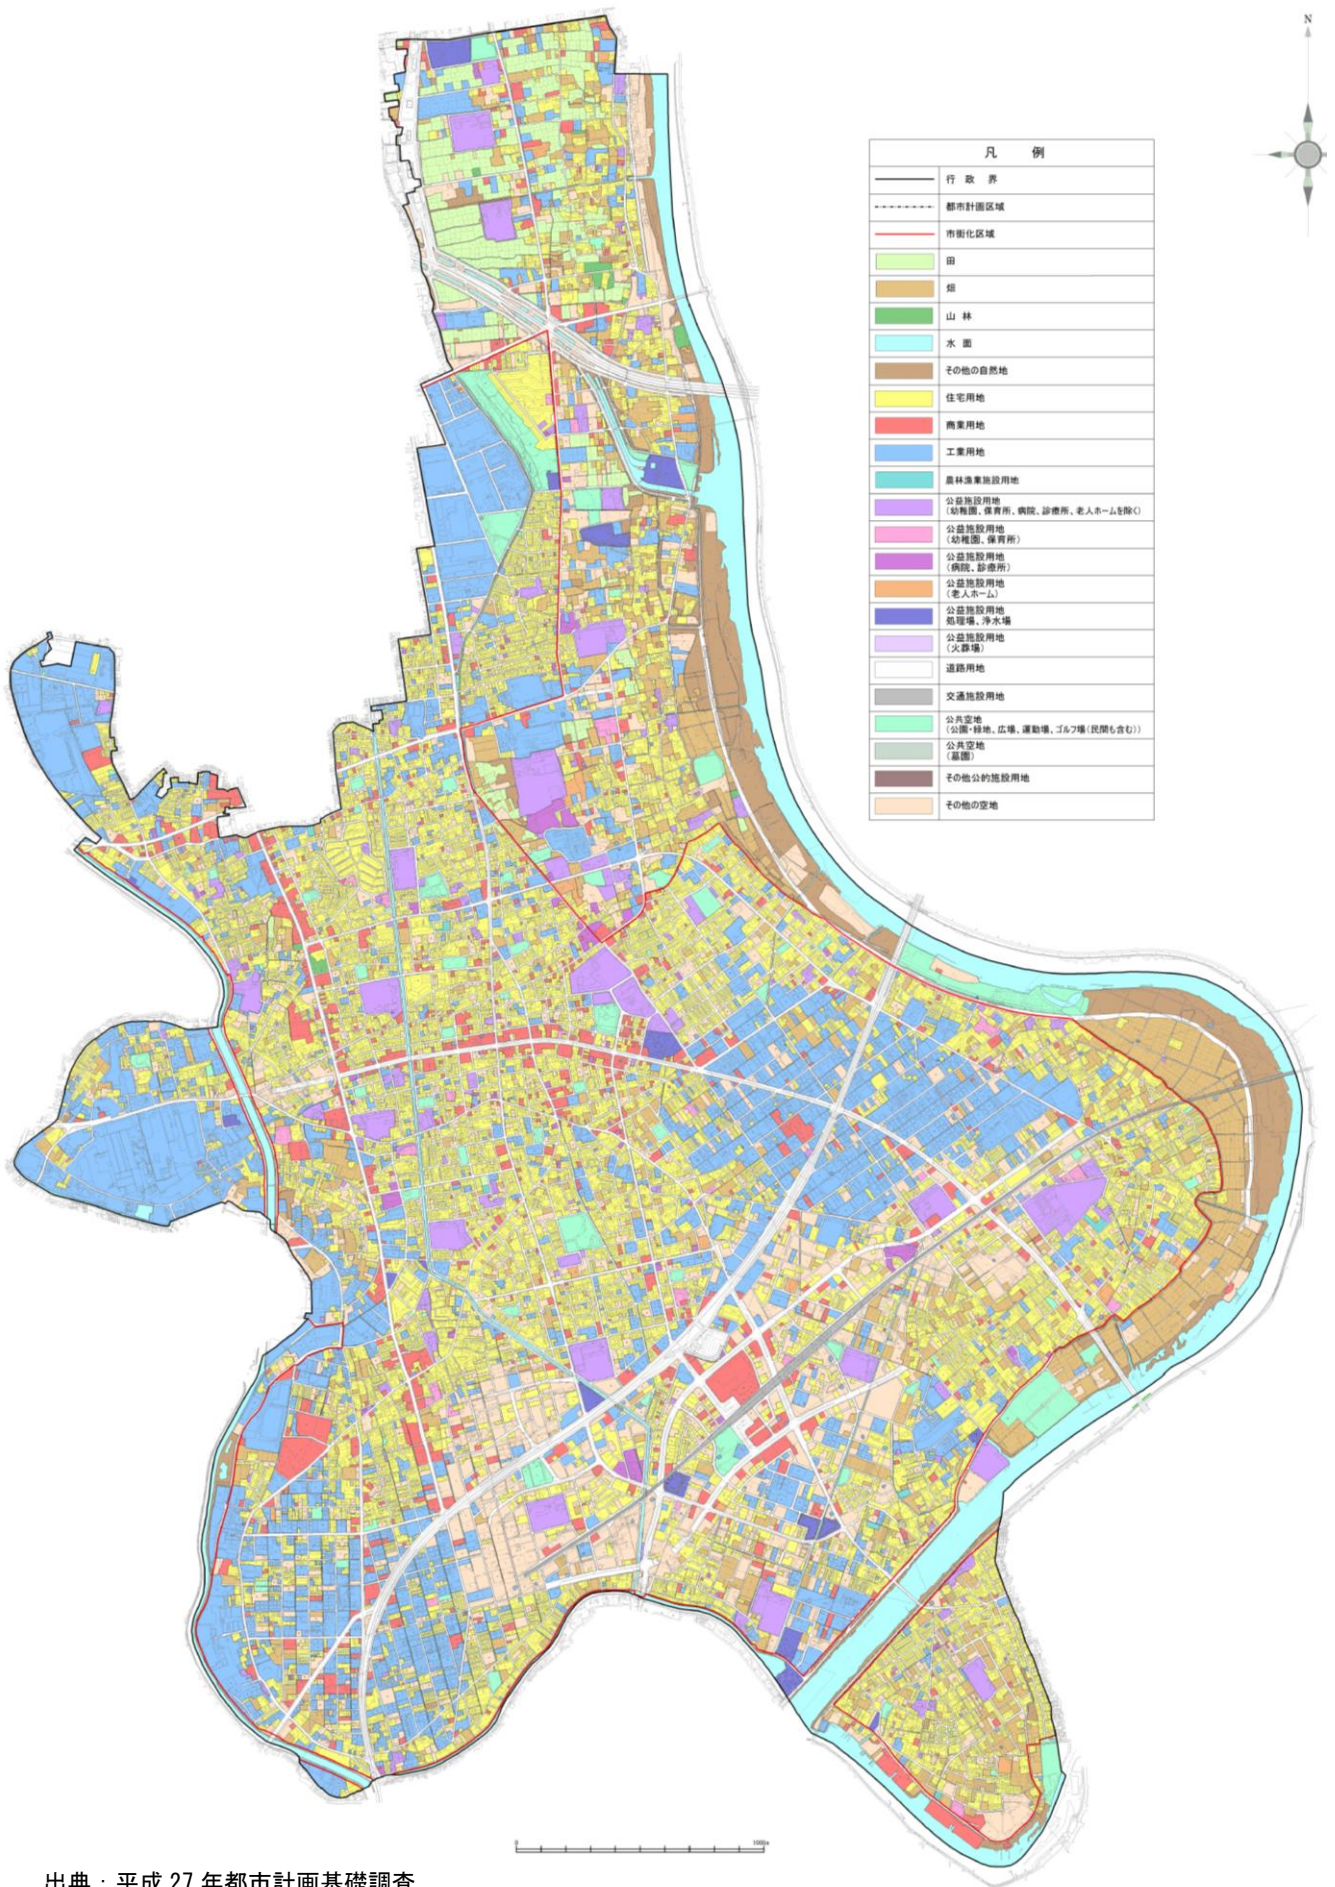 N
凡 例
行 政 界
都市計画区域
市街化区域
田
畑
山 林
水 面
その他の自然地
住宅用地
商業用地
工業用地
農林漁業施設用地
公益施設用地
(幼稚園、保育所、病院、診療所、老人ホームを除く)
公益施設用地
(幼稚園、保育所)
公益施設用地
(病院、診療所)
公益施設用地
(老人ホーム)
公益施設用地
処理場、浄水場
公益施設用地
(火葬場)
道路用地
交通施設用地
公共空地
(公園・緑地、広場、運動場、ゴルフ場(民間も含む))
公共空地
(墓園)
その他公的施設用地
その他の空地
0 1000m
出典：平成 27 年都市計画基礎調査